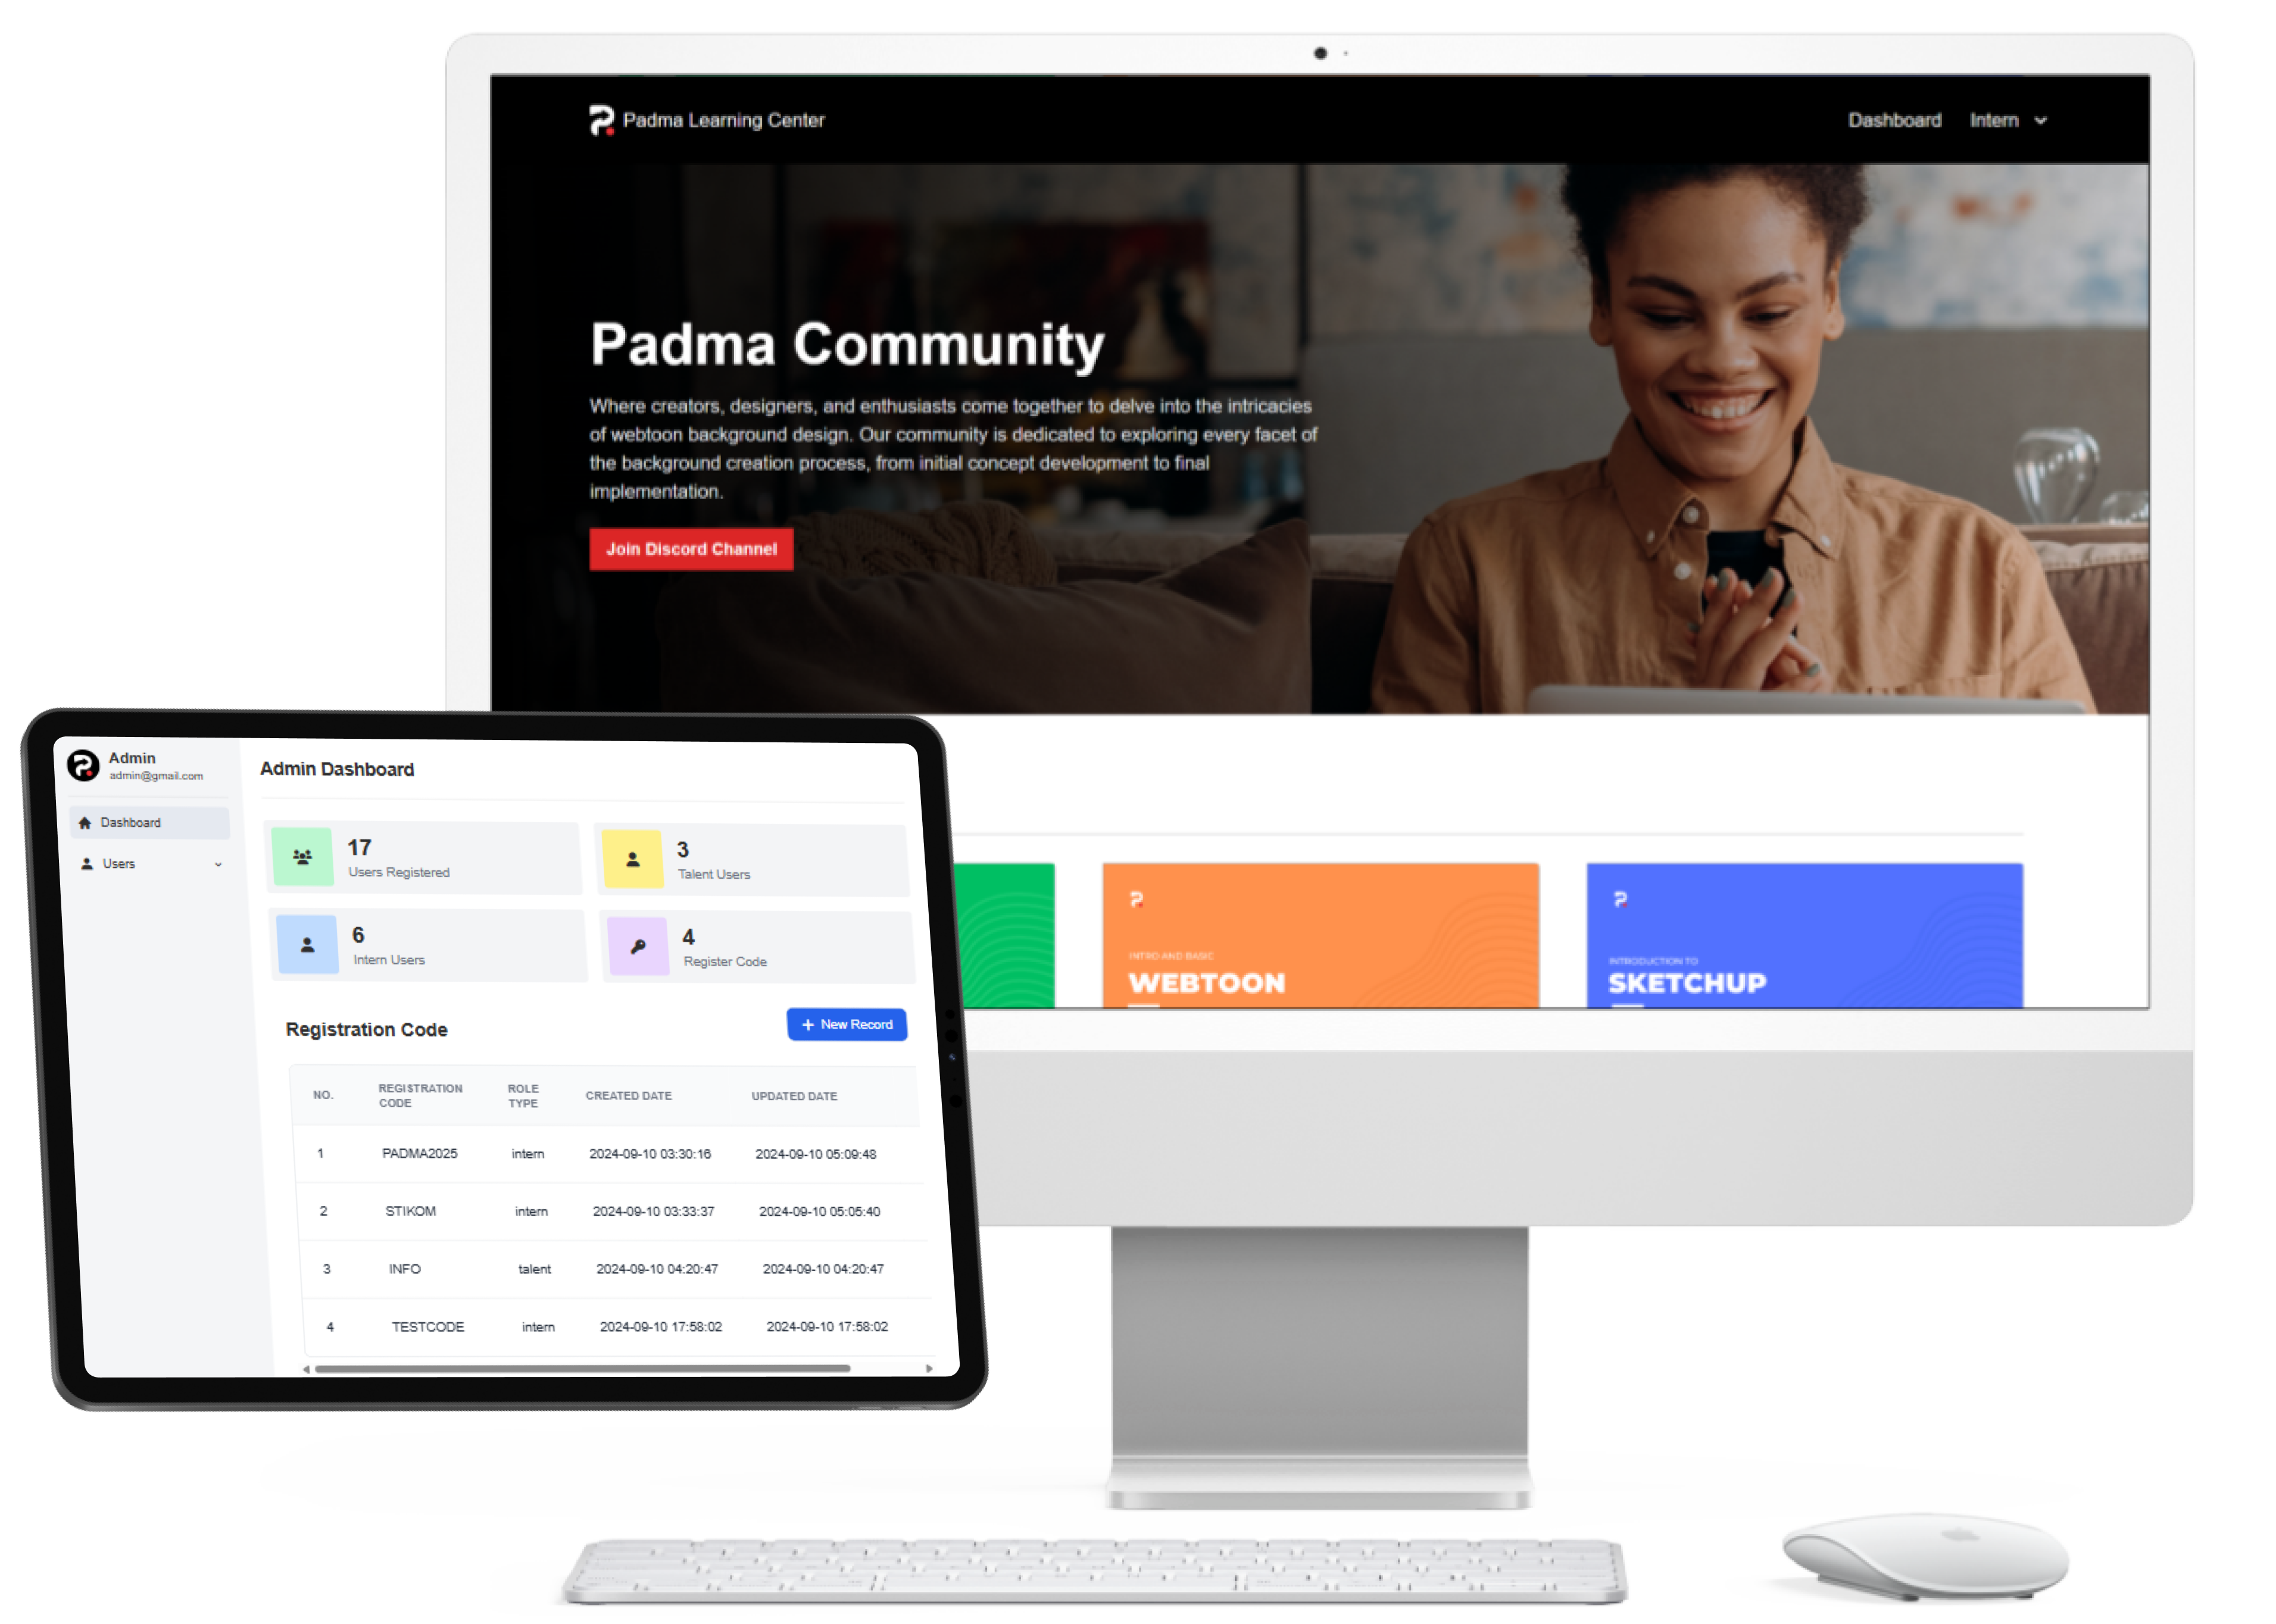 Padma Learning Center
Dashboard
Intern
Padma Community
Where creators, designers, and enthusiasts come together to delve into the intricacies
of webtoon background design. Our community is dedicated to exploring every facet of
the background creation process, from initial concept development to final
implementation.
Join Discord Channel
INTRO AND BASIC
WEBTOON
INTRODUCTION TO
SKETCHUP
Admin
admin@gmail.com
Dashboard
Users
Admin Dashboard
17
Users Registered
3
Talent Users
6
Intern Users
4
Register Code
Registration Code
+ New Record
NO. REGISTRATION CODE ROLE TYPE CREATED DATE UPDATED DATE
1 PADMA2025 intern 2024-09-10 03:30:16 2024-09-10 05:09:48
2 STIKOM intern 2024-09-10 03:33:37 2024-09-10 05:05:40
3 INFO talent 2024-09-10 04:20:47 2024-09-10 04:20:47
4 TESTCODE intern 2024-09-10 17:58:02 2024-09-10 17:58:02